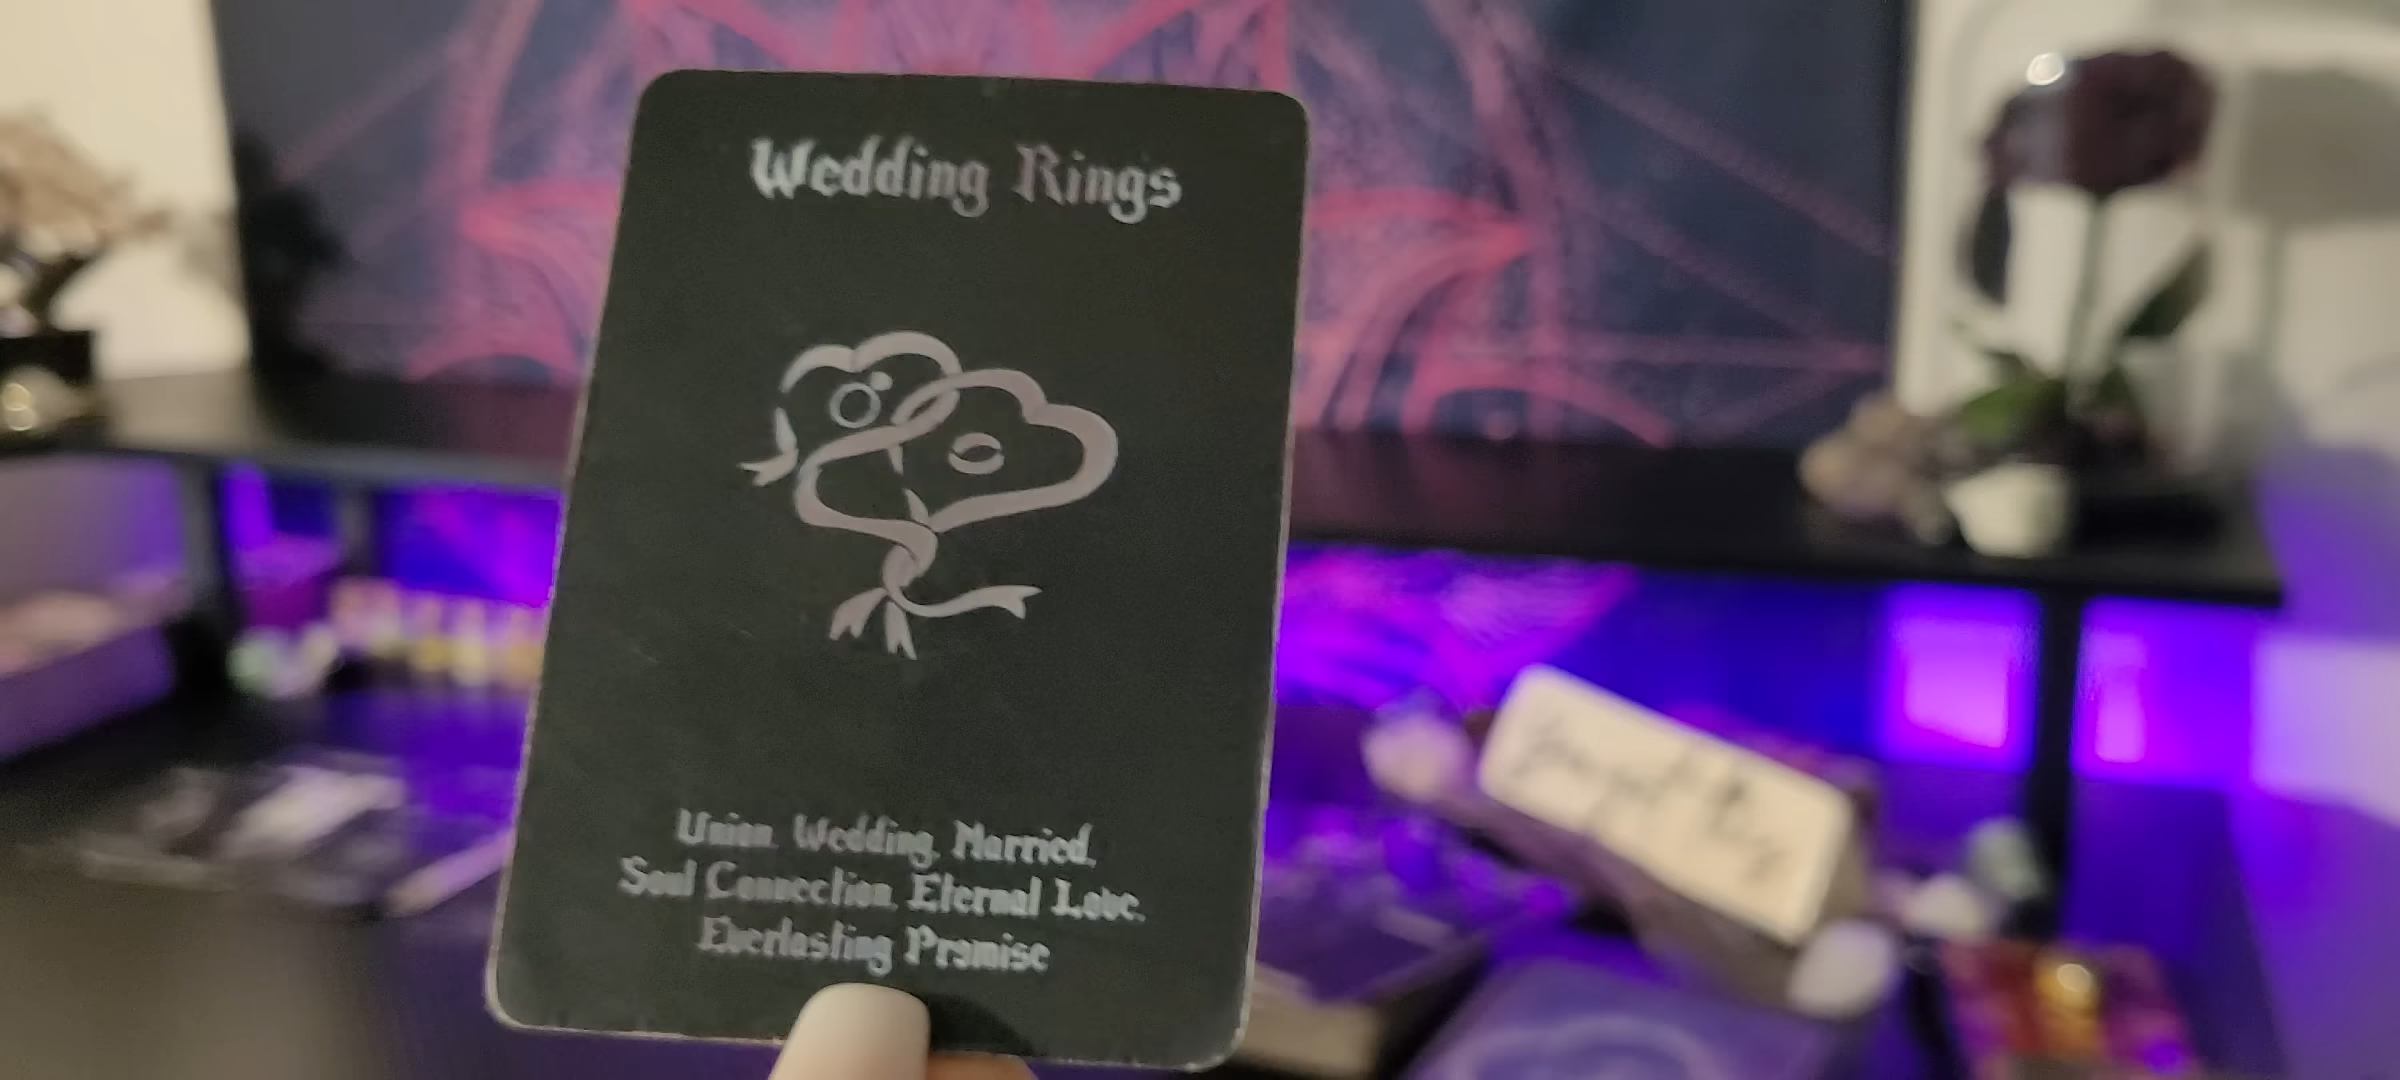 Wedding Rings
Union, Wedding, Married,
Soul Connection, Eternal Love,
Everlasting Promise